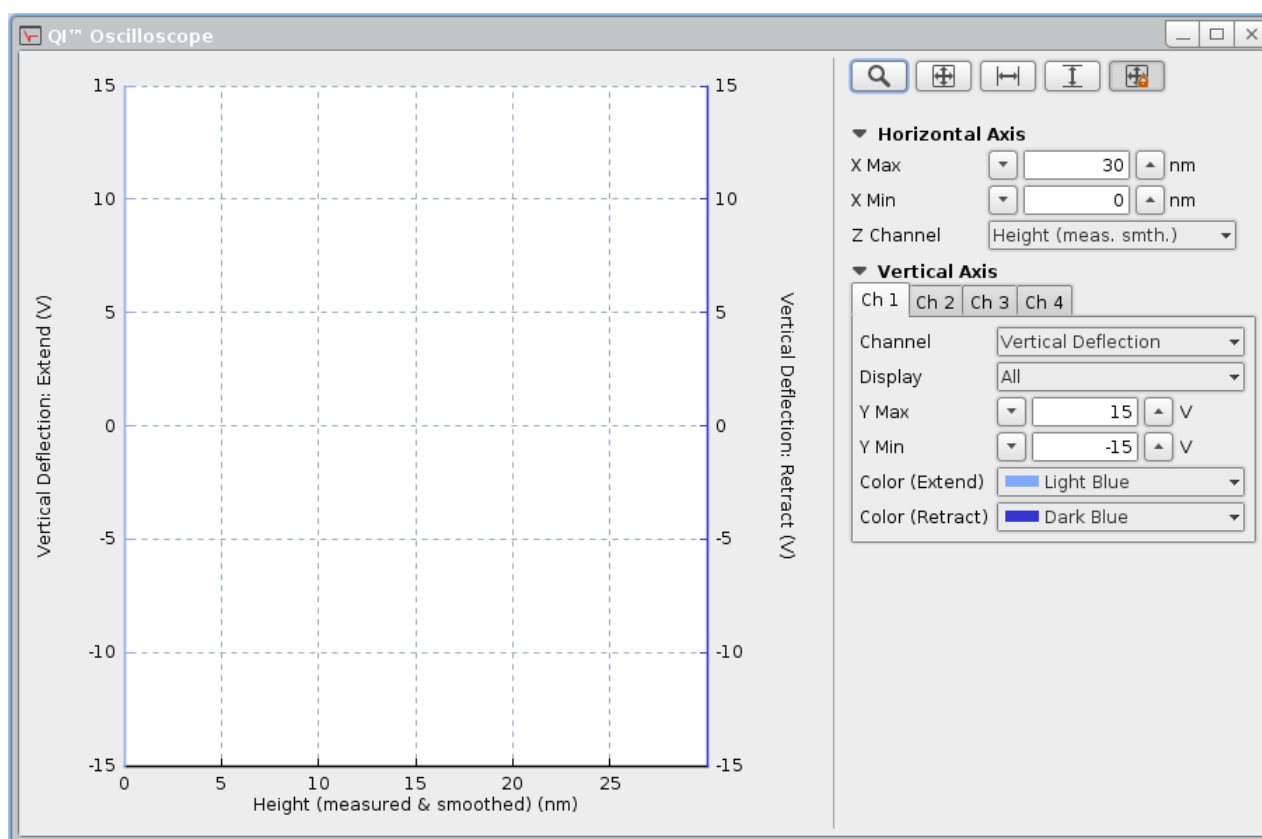 QI™ Oscilloscope
15
10
5
0
-5
-10
-15
Vertical Deflection: Extend (V)
15
10
5
0
-5
-10
-15
Vertical Deflection: Retract (V)
0 5 10 15 20 25
Height (measured & smoothed) (nm)
Horizontal Axis
X Max 30 nm
X Min 0 nm
Z Channel Height (meas. smth.)
Vertical Axis
Ch 1 Ch 2 Ch 3 Ch 4
Channel Vertical Deflection
Display All
Y Max 15 V
Y Min -15 V
Color (Extend) Light Blue
Color (Retract) Dark Blue